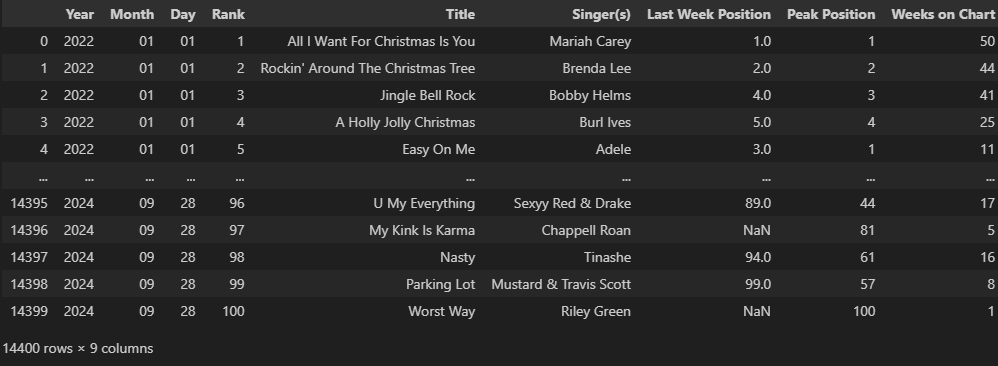 Year Month Day Rank Title Singer(s) Last Week Position Peak Position Weeks on Chart
0 2022 01 01 1 All I Want For Christmas Is You Mariah Carey 1.0 1 50
1 2022 01 01 2 Rockin' Around The Christmas Tree Brenda Lee 2.0 2 44
2 2022 01 01 3 Jingle Bell Rock Bobby Helms 4.0 3 41
3 2022 01 01 4 A Holly Jolly Christmas Burl Ives 5.0 4 25
4 2022 01 01 5 Easy On Me Adele 3.0 1 11
... ... ... ... ... ... ... ... ... ...
14395 2024 09 28 96 U My Everything Sexyy Red & Drake 89.0 44 17
14396 2024 09 28 97 My Kink Is Karma Chappell Roan NaN 81 5
14397 2024 09 28 98 Nasty Tinashe 94.0 61 16
14398 2024 09 28 99 Parking Lot Mustard & Travis Scott 99.0 57 8
14399 2024 09 28 100 Worst Way Riley Green NaN 100 1
14400 rows × 9 columns